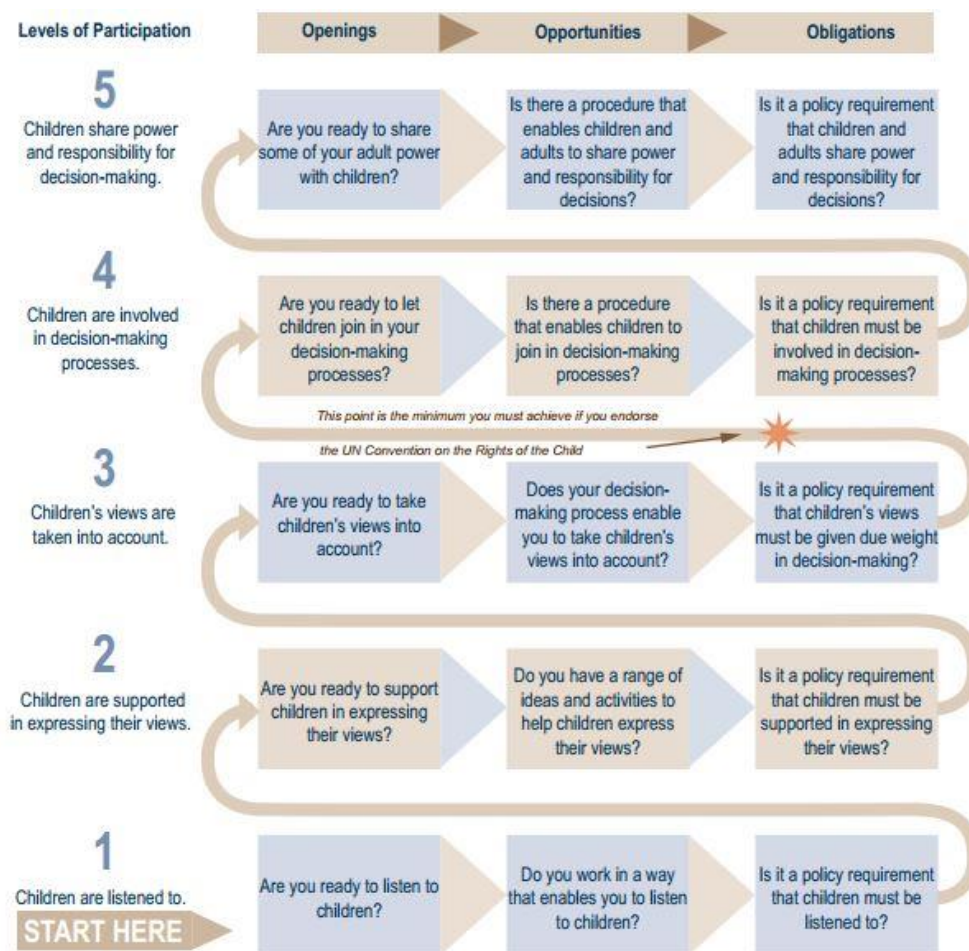 Levels of Participation
Openings
Opportunities
Obligations
5
Children share power
and responsibility for
decision-making.
Are you ready to share
some of your adult power
with children?
Is there a procedure that
enables children and
adults to share power
and responsibility for
decisions?
Is it a policy requirement
that children and
adults share power
and responsibility for
decisions?
4
Children are involved
in decision-making
processes.
Are you ready to let
children join in your
decision-making
processes?
Is there a procedure
that enables children to
join in decision-making
processes?
Is it a policy requirement
that children must be
involved in decision-
making processes?
This point is the minimum you must achieve if you endorse
the UN Convention on the Rights of the Child
3
Children's views are
taken into account.
Are you ready to take
children's views into
account?
Does your decision-
making process enable
you to take children's
views into account?
Is it a policy requirement
that children's views
must be given due weight
in decision-making?
2
Children are supported
in expressing their views.
Are you ready to support
children in expressing
their views?
Do you have a range of
ideas and activities to
help children express
their views?
Is it a policy requirement
that children must be
supported in expressing
their views?
1
Children are listened to.
START HERE
Are you ready to listen to
children?
Do you work in a way
that enables you to listen
to children?
Is it a policy requirement
that children must be
listened to?